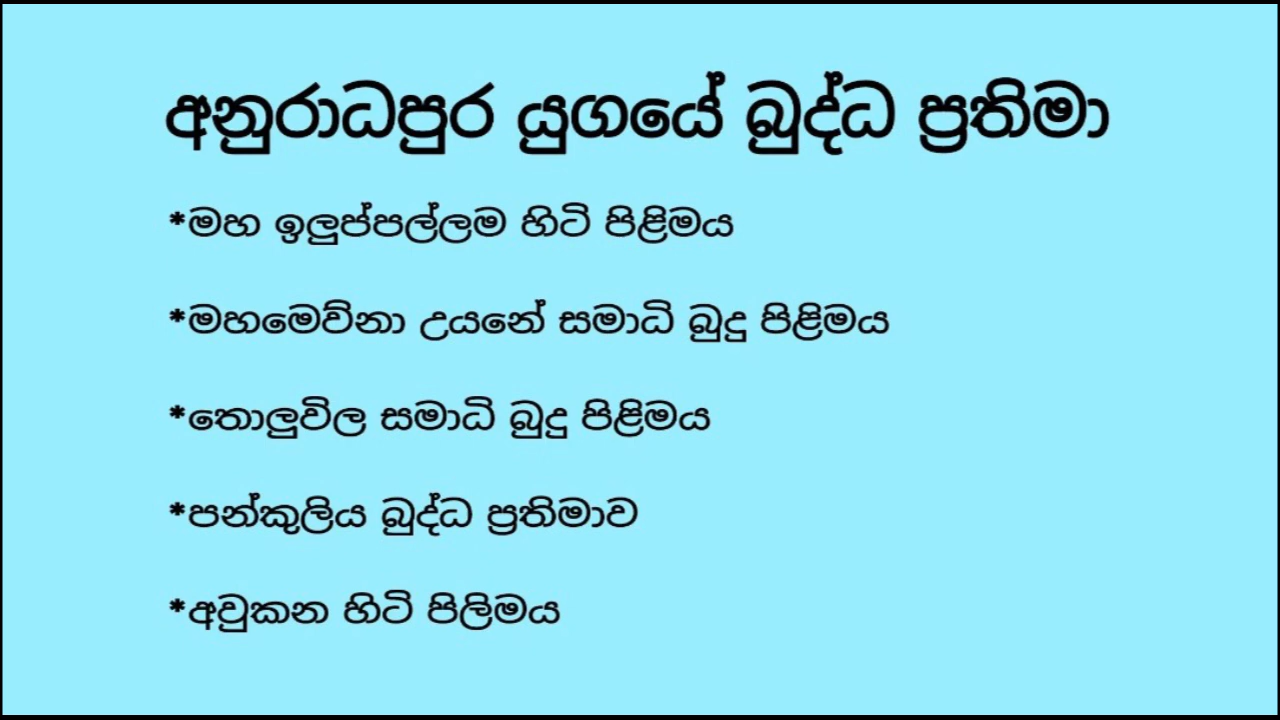 අනුරාධපුර යුගයේ බුද්ධ ප්‍රතිමා
*මහ ඉලුප්පල්ලම හිටි පිළිමය
*මහමෙව්නා උයනේ සමාධි බුදු පිළිමය
*තොලුවිල සමාධි බුදු පිළිමය
*පන්කුලිය බුද්ධ ප්‍රතිමාව
*අවුකන හිටි පිලිමය